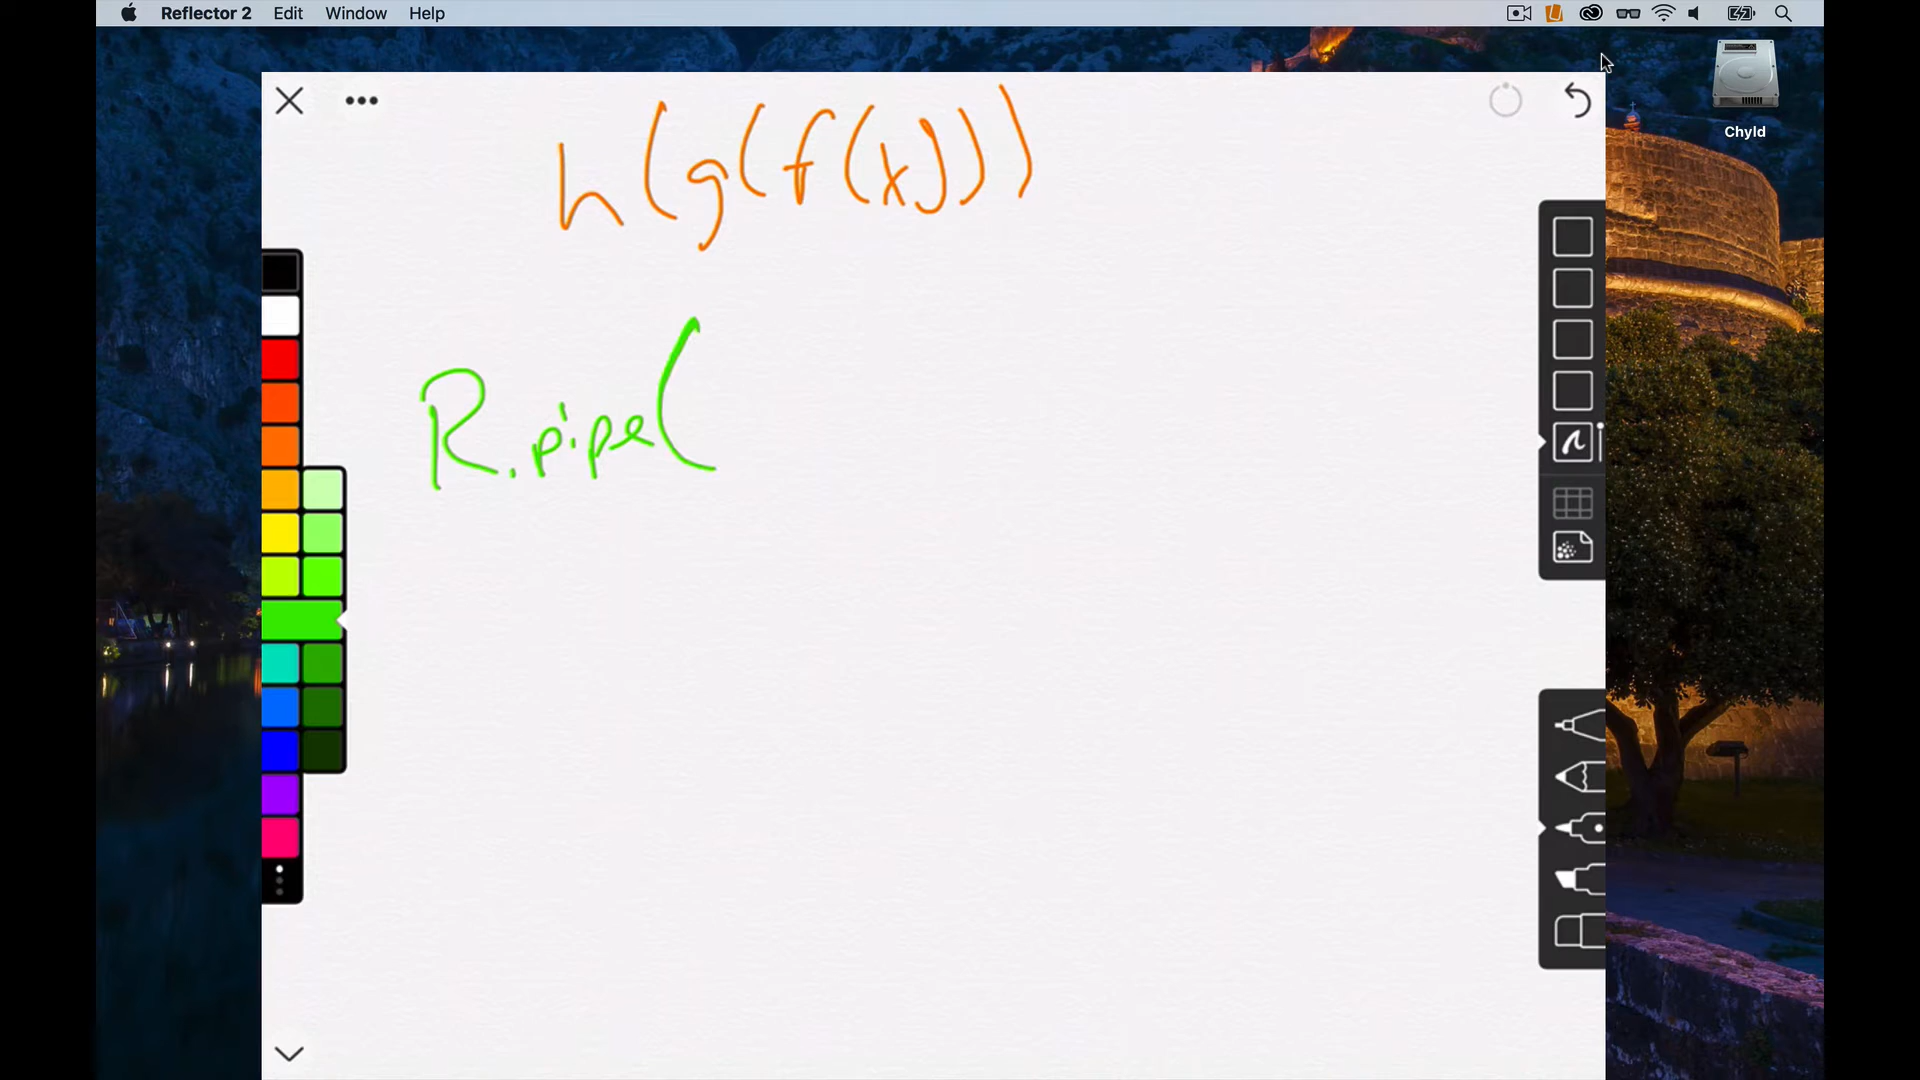 Reflector 2 Edit Window Help
Chyld
h(g(f(x)))
R.pipe(